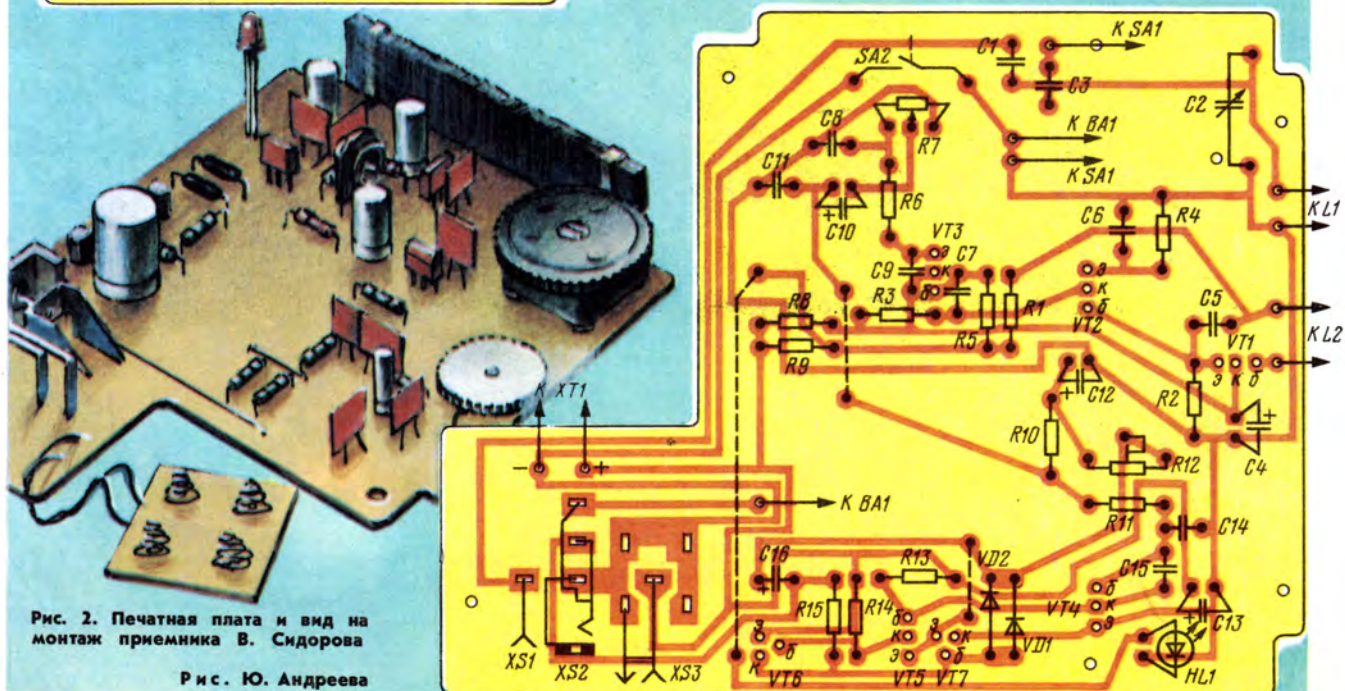 К SA1
C1
SA2
C3
C2
C8
R7
К BA1
C11
К SA1
R6
C10
+
К L1
C6
R4
VT3
э
C7
C9
к
б
э
к
б
R8
R3
R5
R1
VT2
C5
VT1
К L2
R9
э
к
б
C12
+
R2
+
C4
К XT1
-
+
R10
R12
К BA1
R11
C14
C16
+
R13
VD2
C15
R15
R14
б
к
э
VT4
б
к
э
C13
+
э
б
к
э
к
б
VD1
XS1
XS2
XS3
VT6
VT5
VT7
HL1
Рис. 2. Печатная плата и вид на
монтаж приемника В. Сидорова
Рис. Ю. Андреева